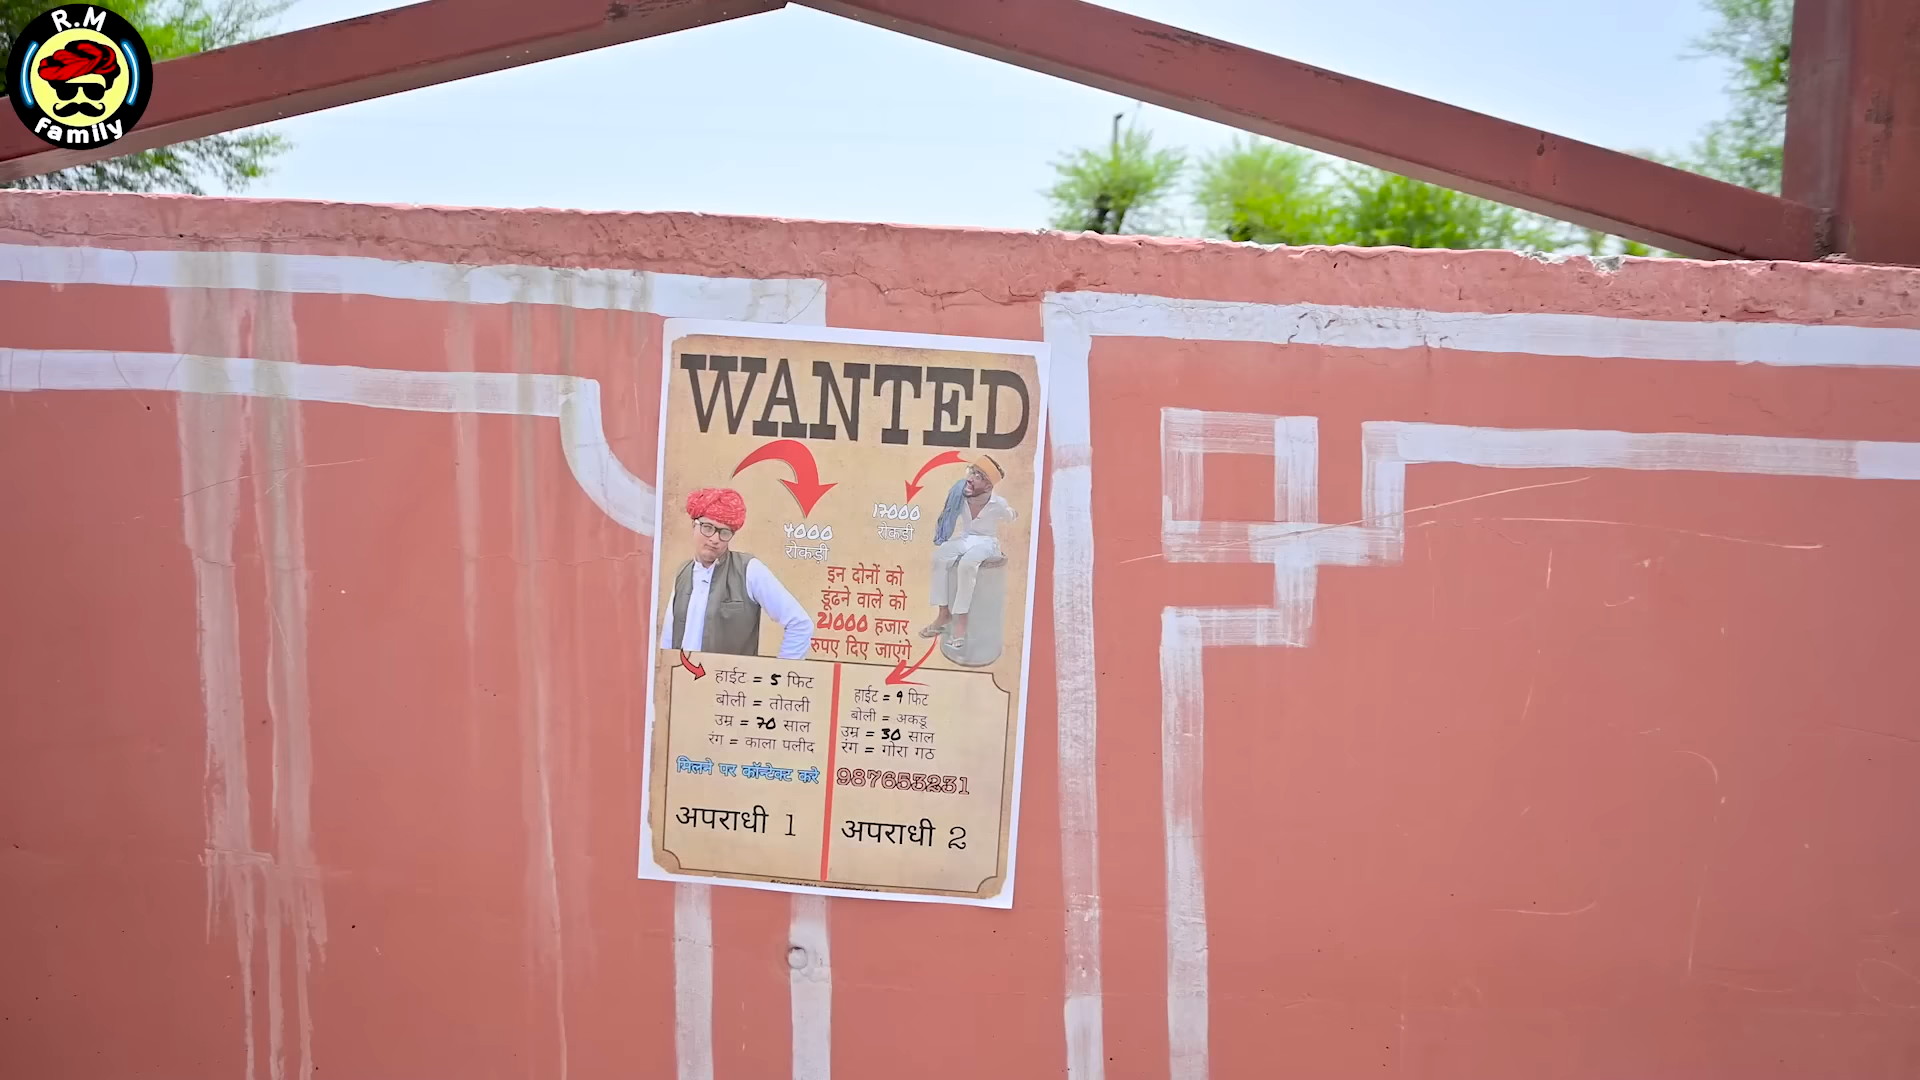 R.M
Family
WANTED
4000
रोकड़ी
17000
रोकड़ी
इन दोनों को
ढूंढने वाले को
21000 हजार
रुपए दिए जाएंगे
हाईट = 5 फिट
बोली = तोतली
उम्र = 70 साल
रंग = काला पलीद
मिलने पर कॉन्टेक्ट करे
अपराधी 1
हाईट = 9 फिट
बोली = अकडू
उम्र = 30 साल
रंग = गोरा गठ
987653231
अपराधी 2